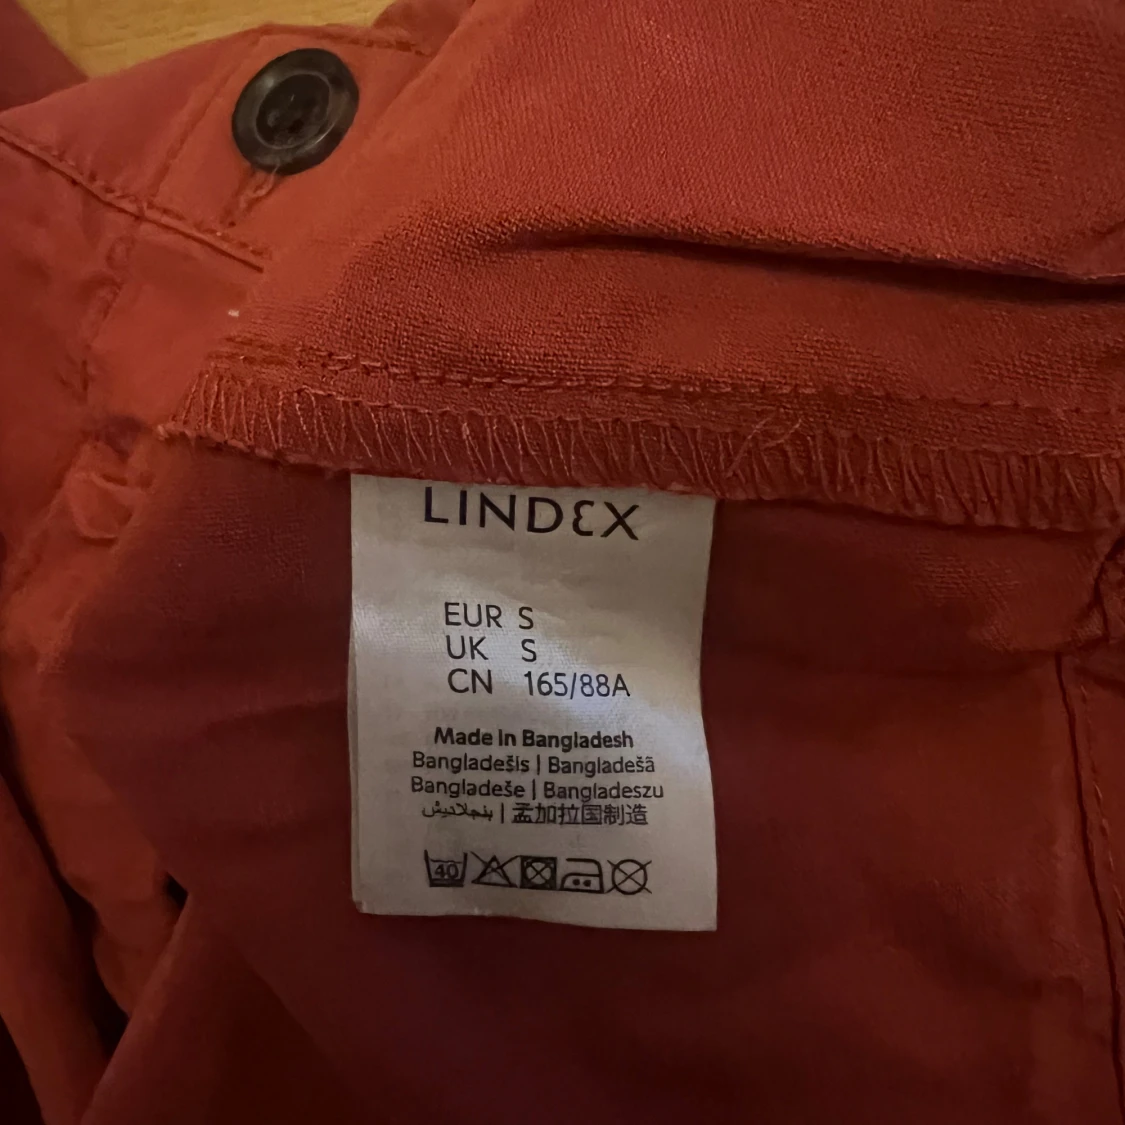 LINDEX
EUR S
UK S
CN 165/88A
Made in Bangladesh
Bangladešis | Bangladešā
Bangladeše | Bangladeszu
بنجلاديش | 孟加拉国制造
40